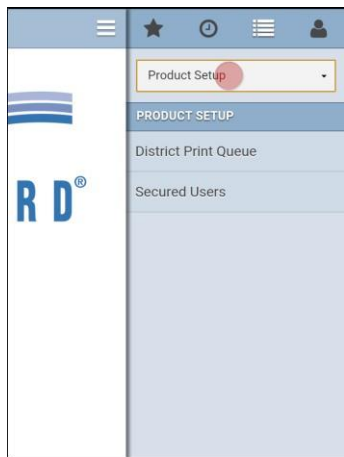 Product Setup
PRODUCT SETUP
District Print Queue
Secured Users
R D®